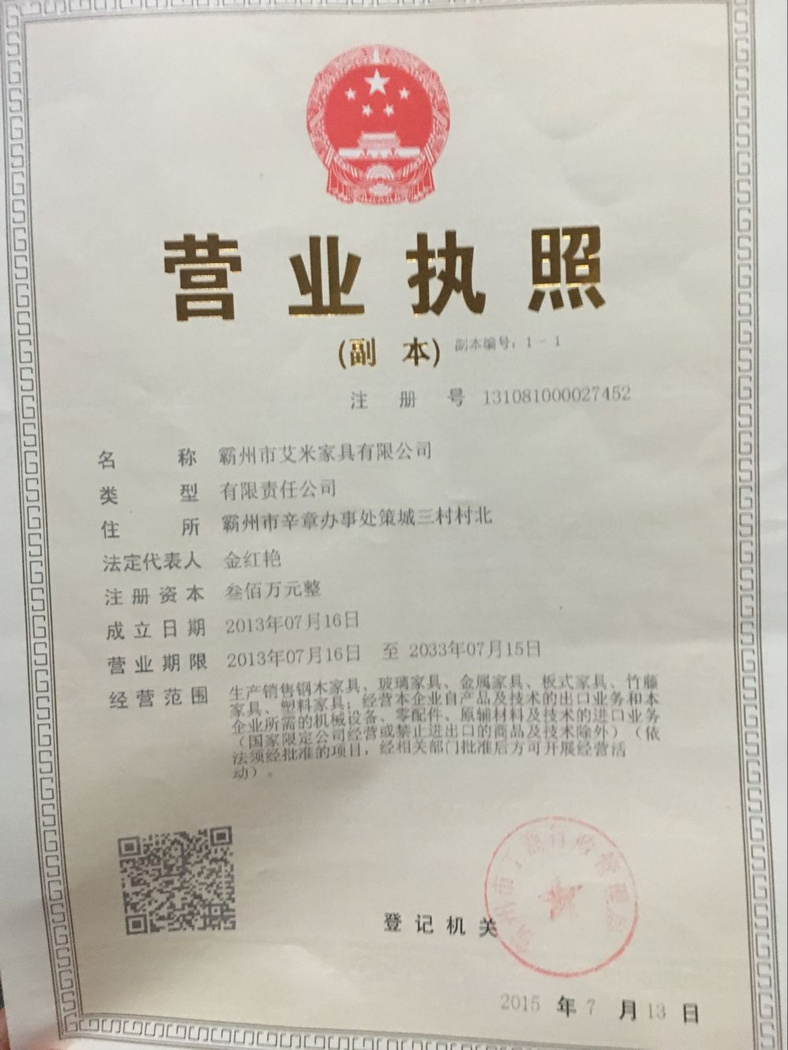 营业执照
(副 本) 副本编号：1－1
注 册 号 131081000027452
名 称 霸州市艾米家具有限公司
类 型 有限责任公司
住 所 霸州市辛章办事处策城三村村北
法定代表人 金红艳
注册资本 叁佰万元整
成立日期 2013年07月16日
营业期限 2013年07月16日 至 2033年07月15日
经营范围 生产销售钢木家具、玻璃家具、金属家具、板式家具、竹藤
家具、塑料家具；经营本企业自产品及技术的出口业务和本
企业所需的机械设备、零配件、原辅材料及技术的进口业务
（国家限定公司经营或禁止进出口的商品及技术除外）（依
法须经批准的项目，经相关部门批准后方可开展经营活
动）。
霸州市工商行政管理局
登记机关
2015 年 7 月 13 日